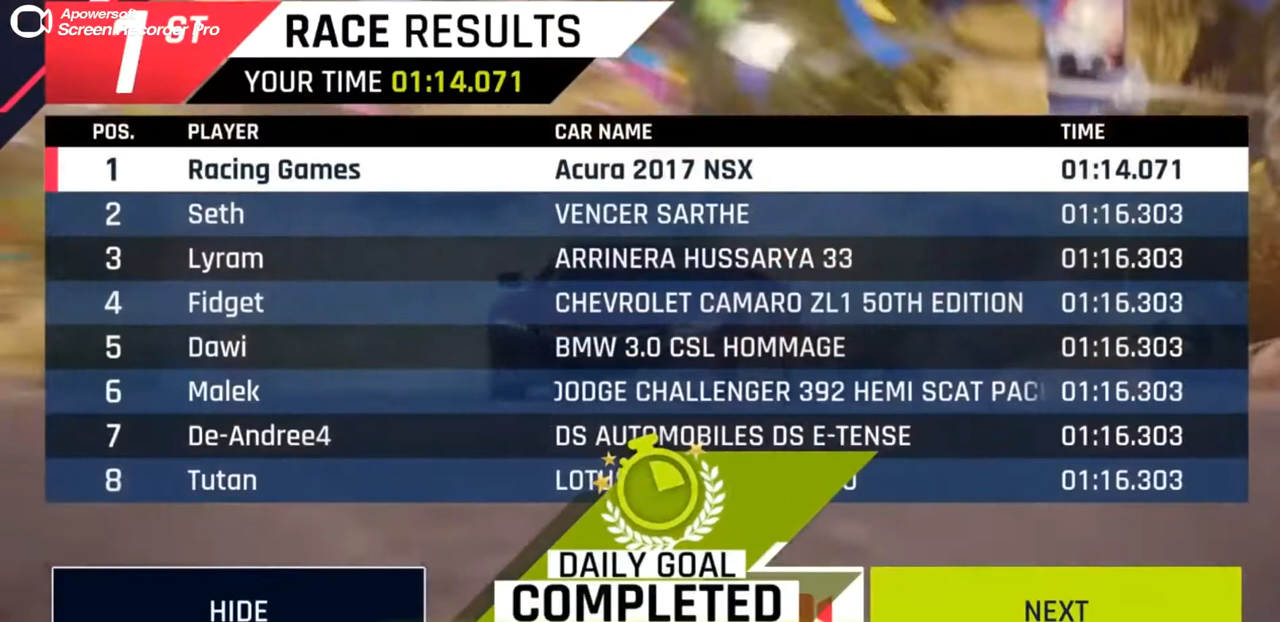 Apowersoft
Screen Recorder Pro
1ST
RACE RESULTS
YOUR TIME 01:14.071
POS. PLAYER CAR NAME TIME
1 Racing Games Acura 2017 NSX 01:14.071
2 Seth VENCER SARTHE 01:16.303
3 Lyram ARRINERA HUSSARYA 33 01:16.303
4 Fidget CHEVROLET CAMARO ZL1 50TH EDITION 01:16.303
5 Dawi BMW 3.0 CSL HOMMAGE 01:16.303
6 Malek CHALLENGER 392 HEMI SCAT 01:16.303
7 De-Andree4 DS AUTOMOBILES DS E-TENSE 01:16.303
8 Tutan 01:16.303
DAILY GOAL
COMPLETED
HIDE NEXT